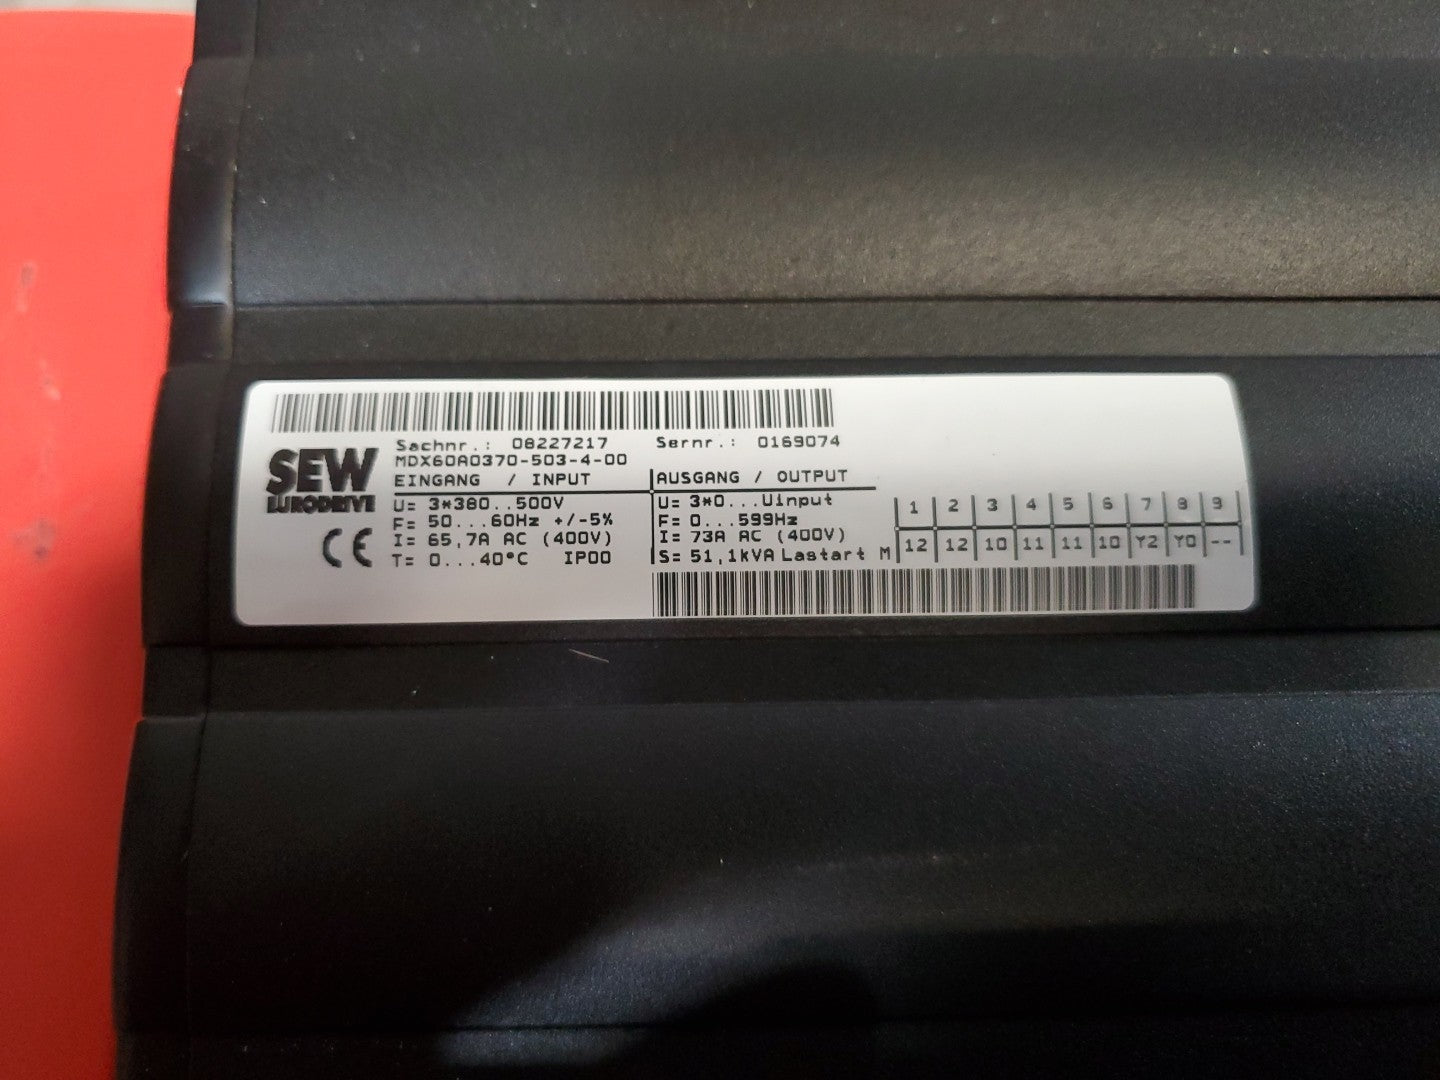 Sachnr.: 08227217 Sernr.: 0169074
SEW
EURODRIVE
MDX60A0370-503-4-00
EINGANG / INPUT
U= 3*380..500V
F= 50...60Hz +/-5%
I= 65,7A AC (400V)
T= 0...40°C IP00
CE
AUSGANG / OUTPUT
U= 3*0...Uinput
F= 0...599Hz
I= 73A AC (400V)
S= 51,1kVA Lastart M
1 2 3 4 5 6 7 8 9
12 12 10 11 11 10 Y2 Y0 --